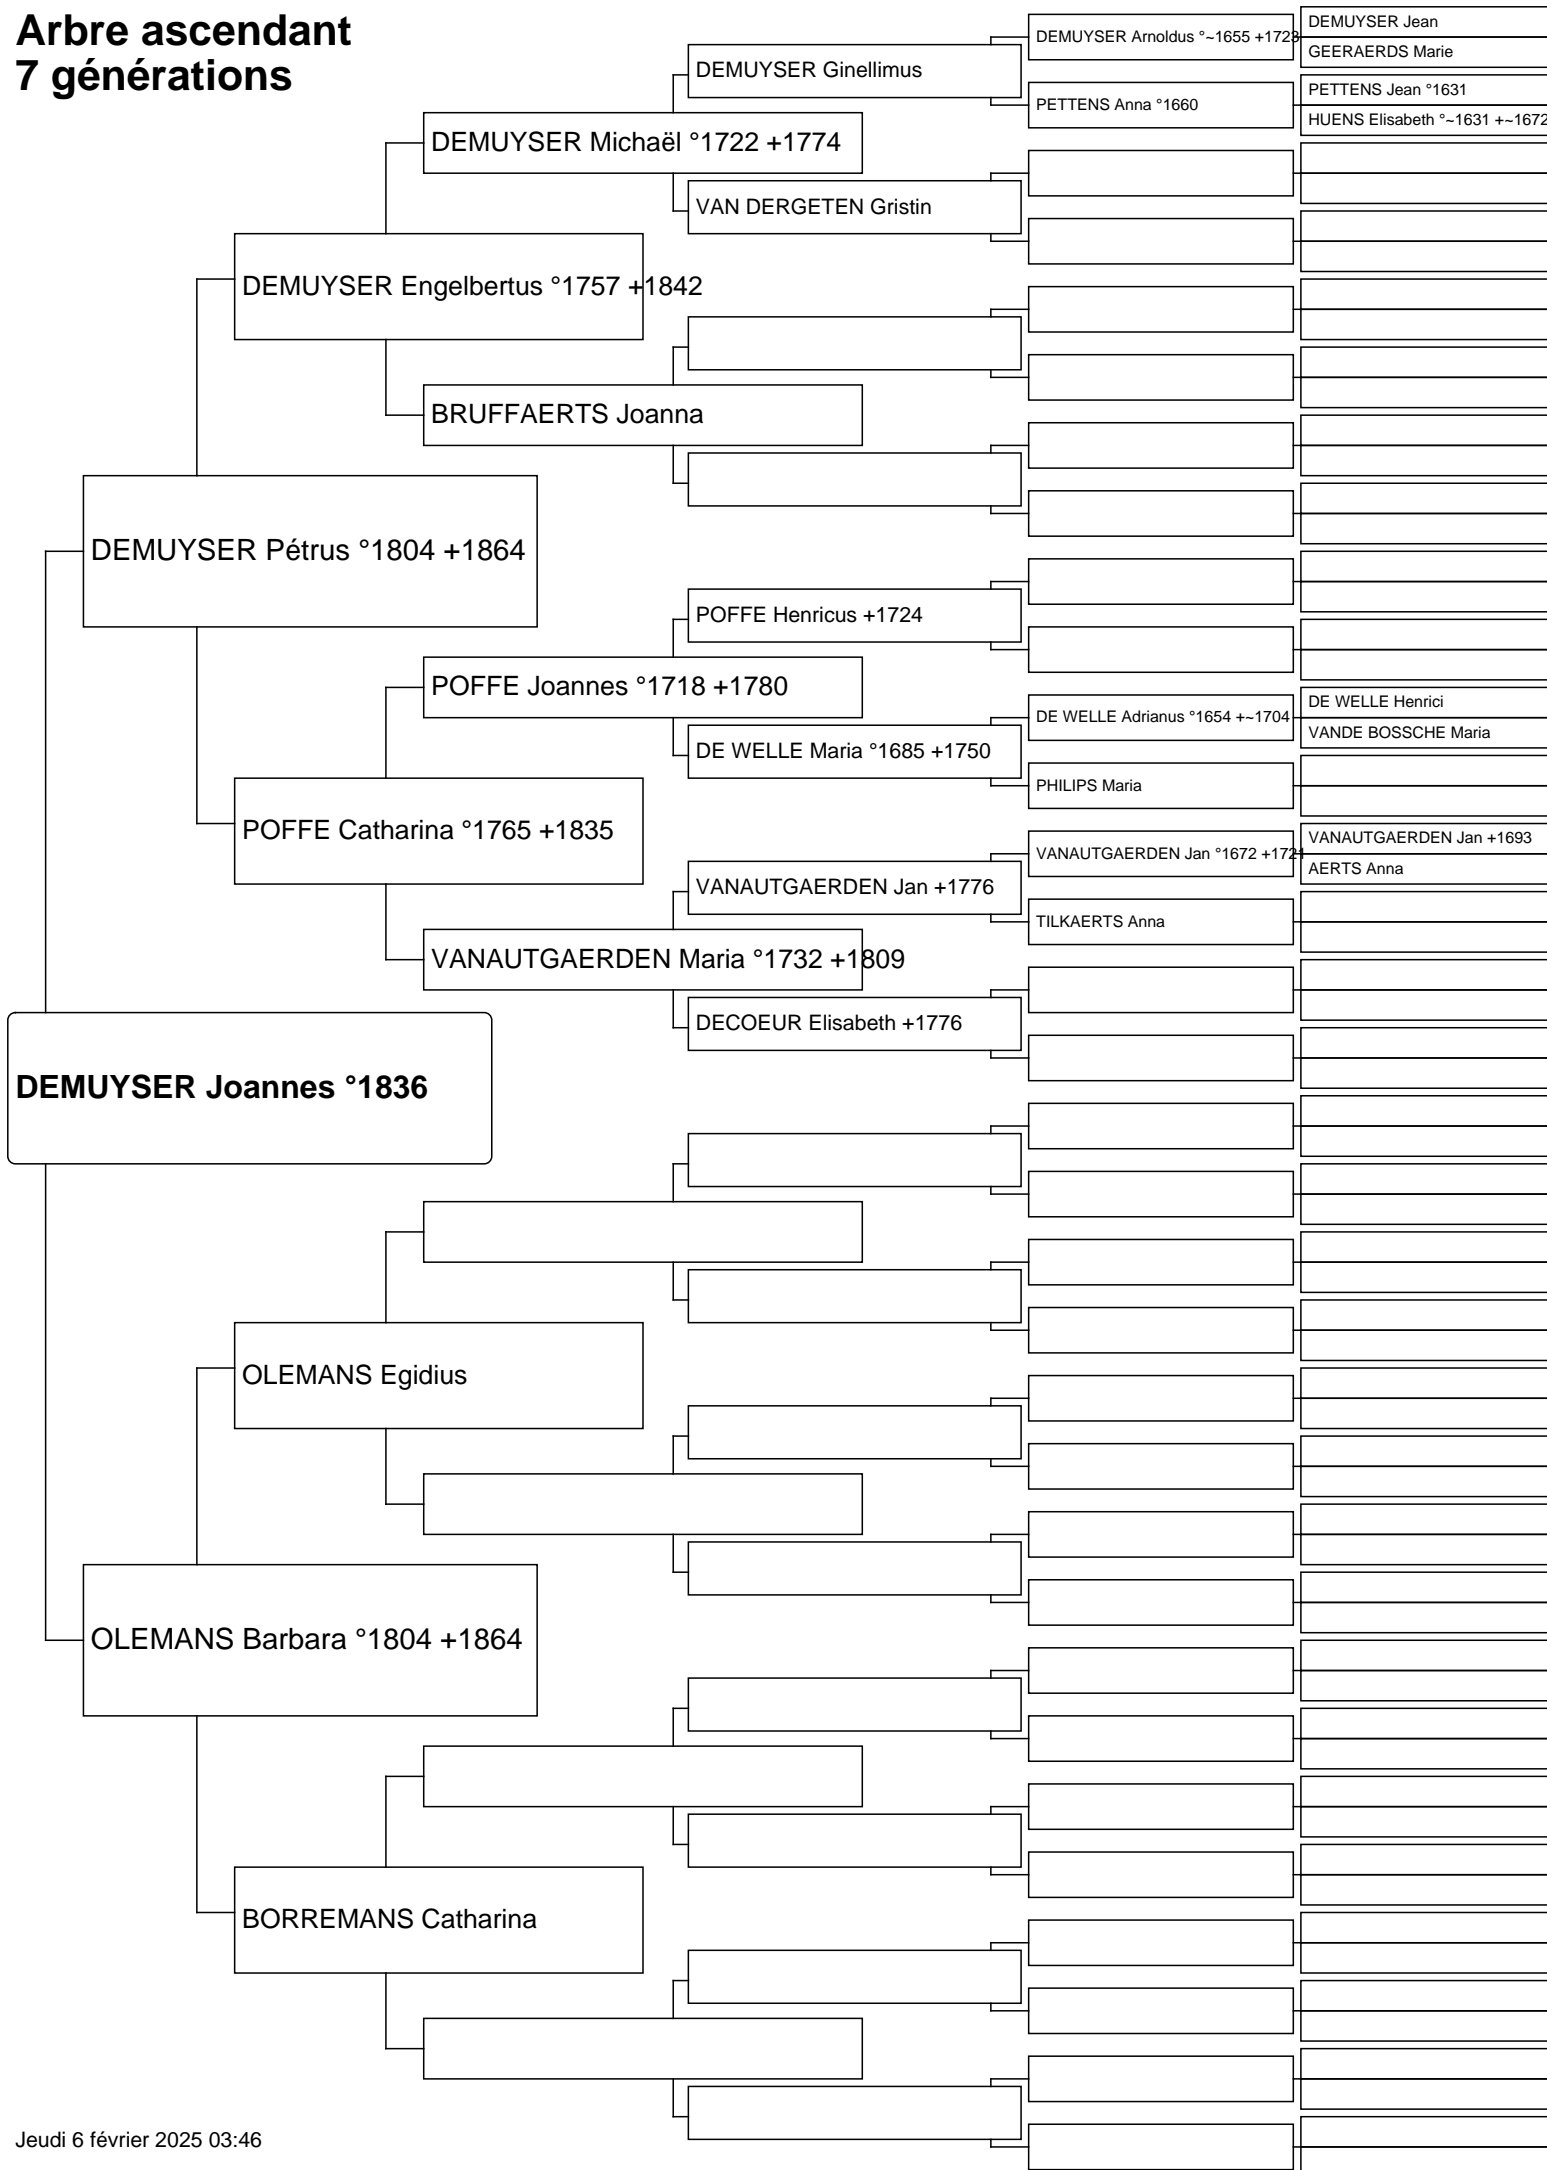 Arbre ascendant
7 générations
DEMUYSER Jean
DEMUYSER Arnoldus °~1655 +1723
GEERAERDS Marie
DEMUYSER Ginellimus
PETTENS Jean °1631
PETTENS Anna °1660
HUENS Elisabeth °~1631 +~1672
DEMUYSER Michaël °1722 +1774
VAN DERGETEN Gristin
DEMUYSER Engelbertus °1757 +1842
BRUFFAERTS Joanna
DEMUYSER Pétrus °1804 +1864
POFFE Henricus +1724
POFFE Joannes °1718 +1780
DE WELLE Henrici
DE WELLE Adrianus °1654 +~1704
VANDE BOSSCHE Maria
DE WELLE Maria °1685 +1750
PHILIPS Maria
POFFE Catharina °1765 +1835
VANAUTGAERDEN Jan +1693
VANAUTGAERDEN Jan °1672 +1721
AERTS Anna
VANAUTGAERDEN Jan +1776
TILKAERTS Anna
VANAUTGAERDEN Maria °1732 +1809
DECOEUR Elisabeth +1776
DEMUYSER Joannes °1836
OLEMANS Egidius
OLEMANS Barbara °1804 +1864
BORREMANS Catharina
Jeudi 6 février 2025 03:46